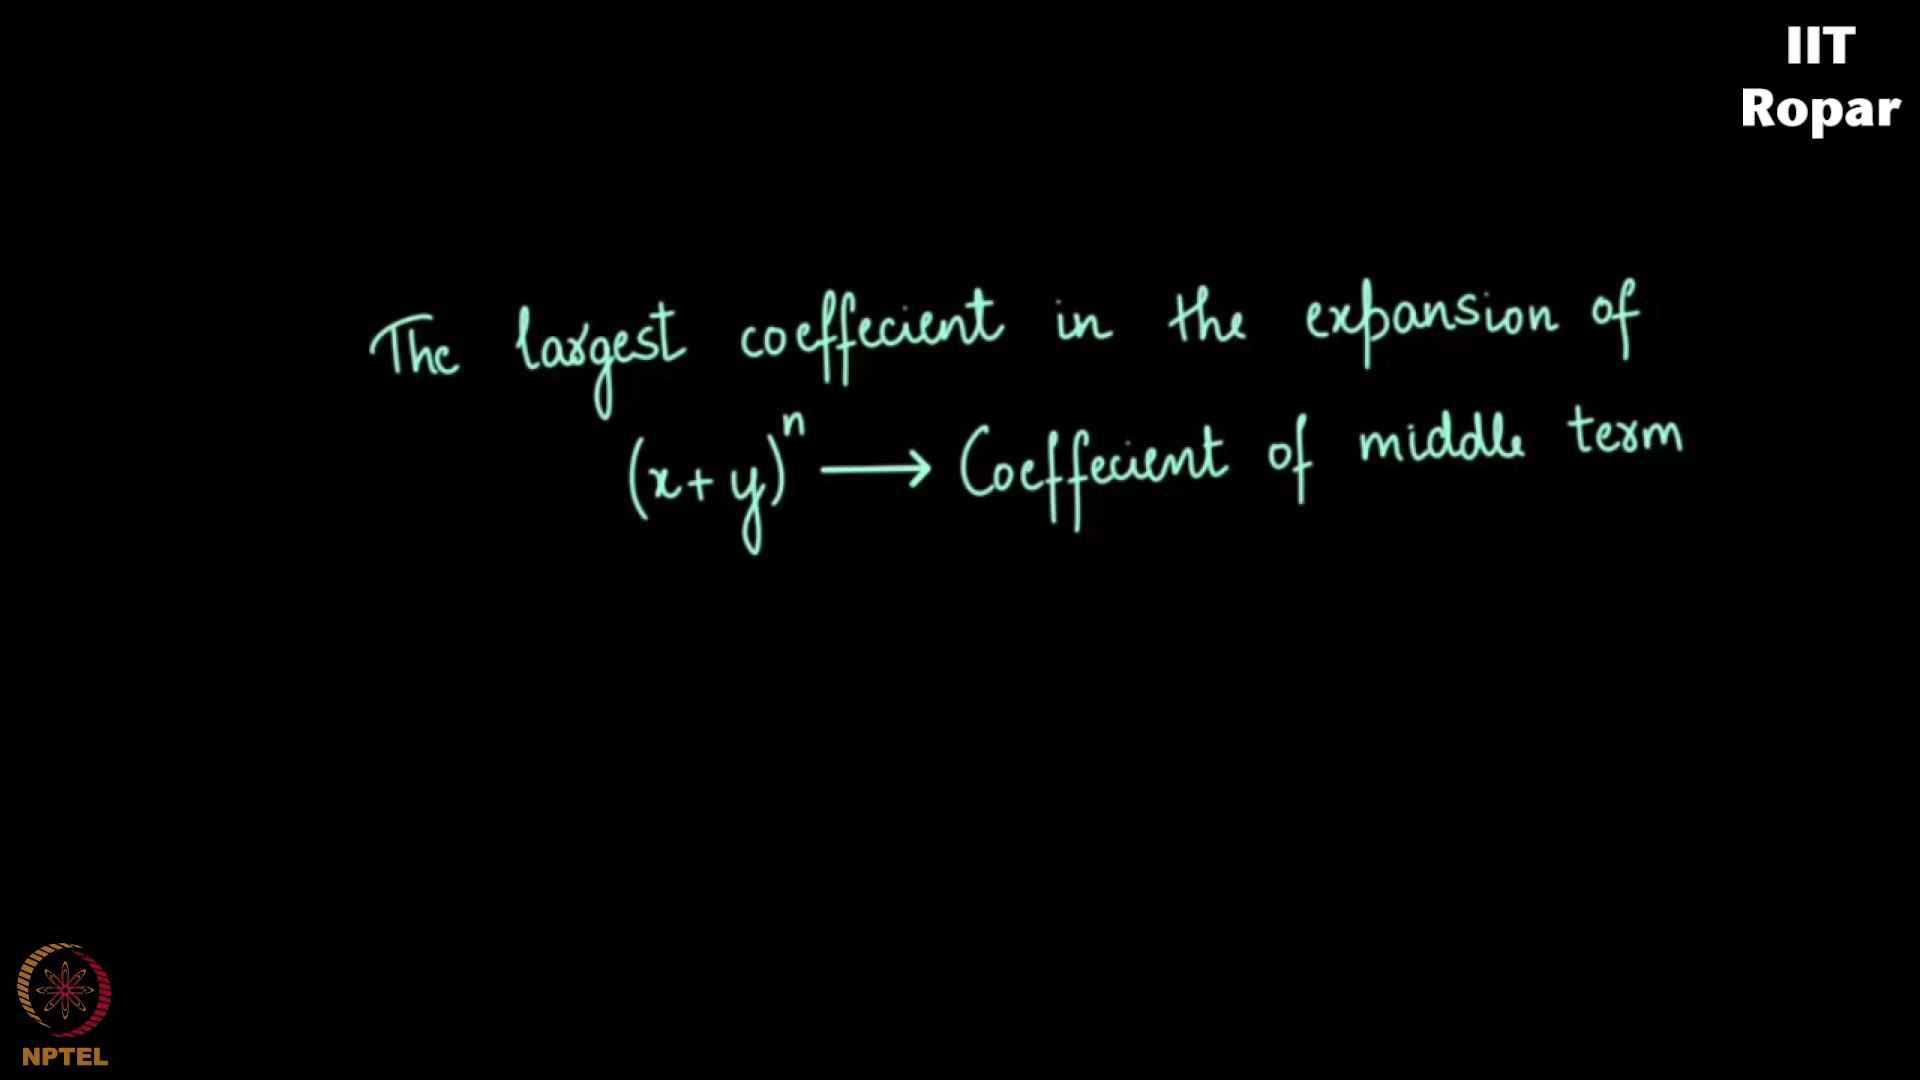 IIT
Ropar
The largest coeffecient in the expansion of
(x+y)^n ⟶ Coeffecient of middle term
NPTEL